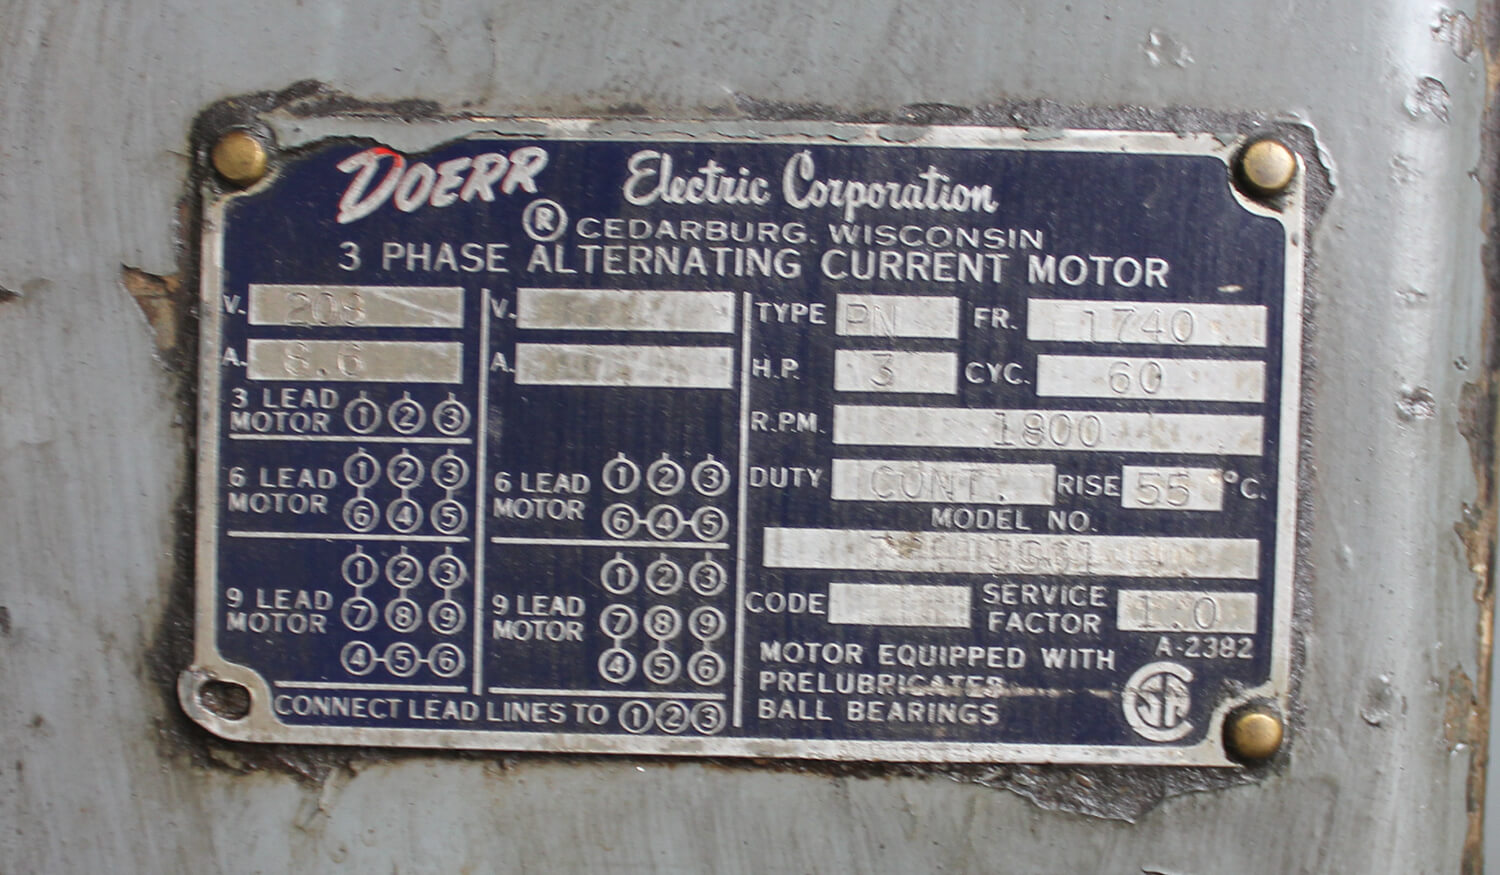 DOERR Electric Corporation
® CEDARBURG, WISCONSIN
3 PHASE ALTERNATING CURRENT MOTOR
V. 208 V. TYPE PN FR. 1740
A. 8.6 A. H.P. 3 CYC. 60
3 LEAD MOTOR 1 2 3
R.P.M. 1800
6 LEAD MOTOR 1 2 3
6 4 5
6 LEAD MOTOR 1 2 3
6-4-5
DUTY CONT. RISE 55 °C.
MODEL NO.
9 LEAD MOTOR 1 2 3
7 8 9
4-5-6
9 LEAD MOTOR 1 2 3
7 8 9
4 5 6
CODE SERVICE FACTOR 1.0
A-2382
MOTOR EQUIPPED WITH
PRELUBRICATED
BALL BEARINGS
CONNECT LEAD LINES TO 1 2 3